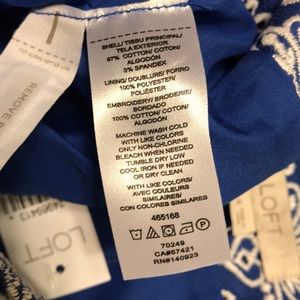 SHELL/ TISSU PRINCIPAL/
TELA EXTERIOR
97% COTTON/ COTON/
ALGODÓN
3% SPANDEX
LINING/ DOUBLURE/ FORRO
100% POLYESTER/
POLIÉSTER
EMBROIDERY/ BRODERIE/
BORDADO
100% COTTON/ COTON/
ALGODÓN
MACHINE WASH COLD
WITH LIKE COLORS
ONLY NON-CHLORINE
BLEACH WHEN NEEDED
TUMBLE DRY LOW
COOL IRON IF NEEDED
OR DRY CLEAN
WITH LIKE COLORS/
AVEC COULEURS
SIMILAIRES/
CON COLORES SIMILARES
465168
70249
CA#57421
RN#140923
REMOVE
LOFT
LOFT